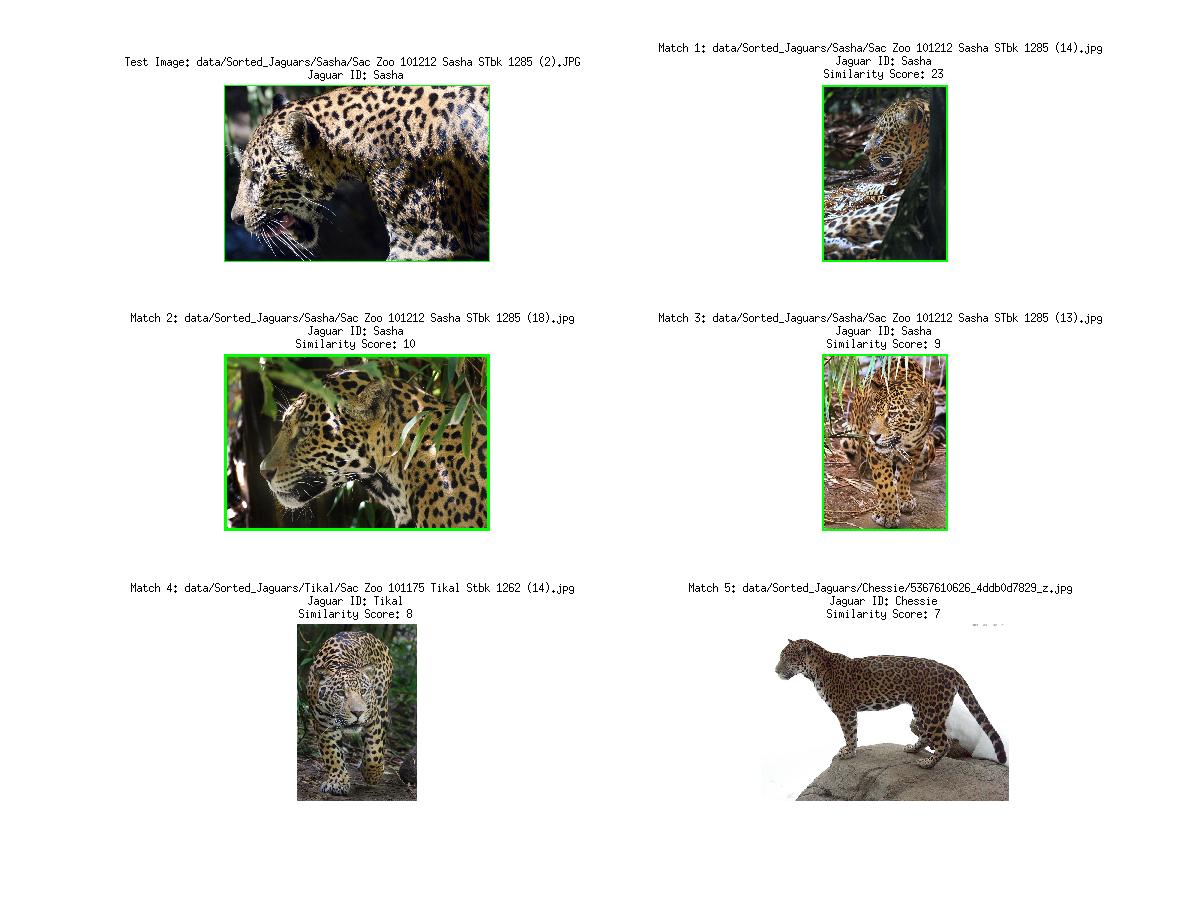 Test Image: data/Sorted_Jaguars/Sasha/Sac Zoo 101212 Sasha STbk 1285 (2).JPG
Jaguar ID: Sasha
Match 1: data/Sorted_Jaguars/Sasha/Sac Zoo 101212 Sasha STbk 1285 (14).jpg
Jaguar ID: Sasha
Similarity Score: 23
Match 2: data/Sorted_Jaguars/Sasha/Sac Zoo 101212 Sasha STbk 1285 (18).jpg
Jaguar ID: Sasha
Similarity Score: 10
Match 3: data/Sorted_Jaguars/Sasha/Sac Zoo 101212 Sasha STbk 1285 (13).jpg
Jaguar ID: Sasha
Similarity Score: 9
Match 4: data/Sorted_Jaguars/Tikal/Sac Zoo 101175 Tikal Stbk 1262 (14).jpg
Jaguar ID: Tikal
Similarity Score: 8
Match 5: data/Sorted_Jaguars/Chessie/5367610626_4ddb0d7829_z.jpg
Jaguar ID: Chessie
Similarity Score: 7